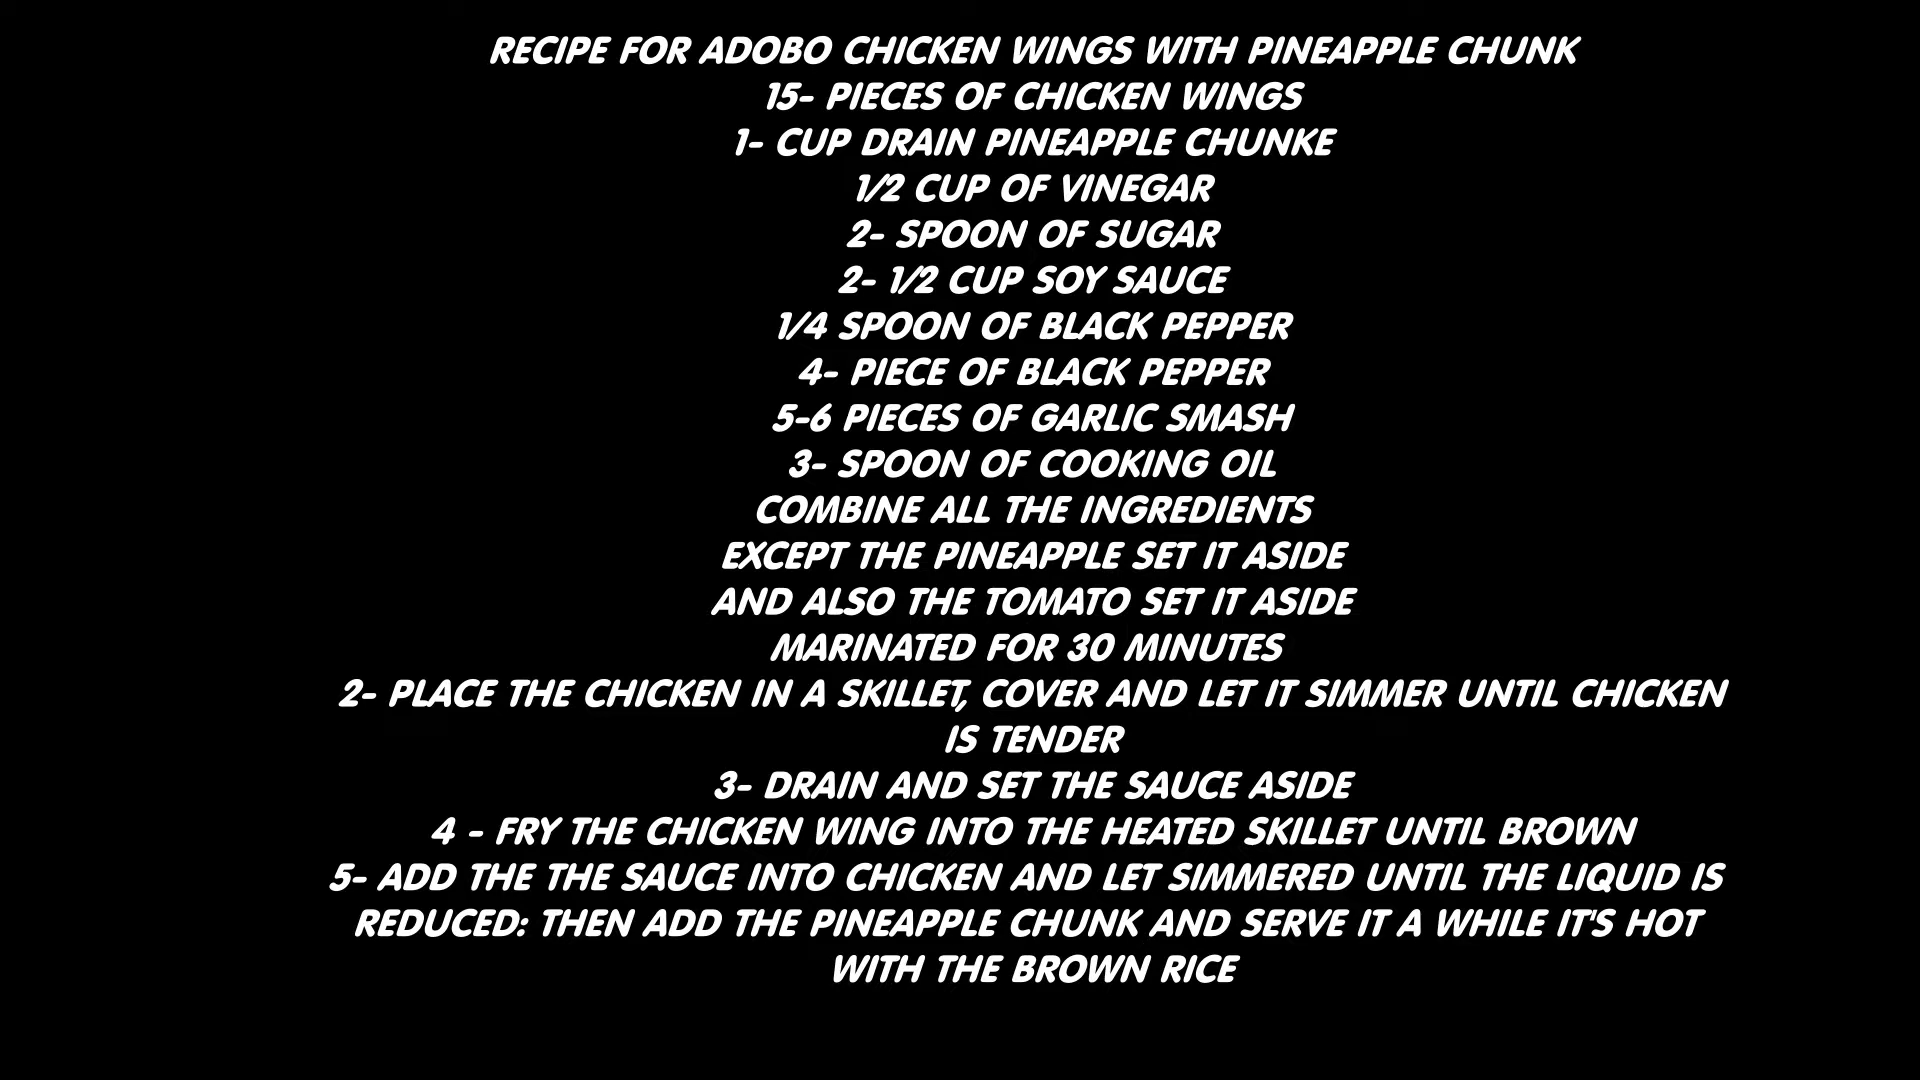 RECIPE FOR ADOBO CHICKEN WINGS WITH PINEAPPLE CHUNK
15- PIECES OF CHICKEN WINGS
1- CUP DRAIN PINEAPPLE CHUNKE
1/2 CUP OF VINEGAR
2- SPOON OF SUGAR
2- 1/2 CUP SOY SAUCE
1/4 SPOON OF BLACK PEPPER
4- PIECE OF BLACK PEPPER
5-6 PIECES OF GARLIC SMASH
3- SPOON OF COOKING OIL
COMBINE ALL THE INGREDIENTS
EXCEPT THE PINEAPPLE SET IT ASIDE
AND ALSO THE TOMATO SET IT ASIDE
MARINATED FOR 30 MINUTES
2- PLACE THE CHICKEN IN A SKILLET, COVER AND LET IT SIMMER UNTIL CHICKEN
IS TENDER
3- DRAIN AND SET THE SAUCE ASIDE
4 - FRY THE CHICKEN WING INTO THE HEATED SKILLET UNTIL BROWN
5- ADD THE THE SAUCE INTO CHICKEN AND LET SIMMERED UNTIL THE LIQUID IS
REDUCED: THEN ADD THE PINEAPPLE CHUNK AND SERVE IT A WHILE IT'S HOT
WITH THE BROWN RICE